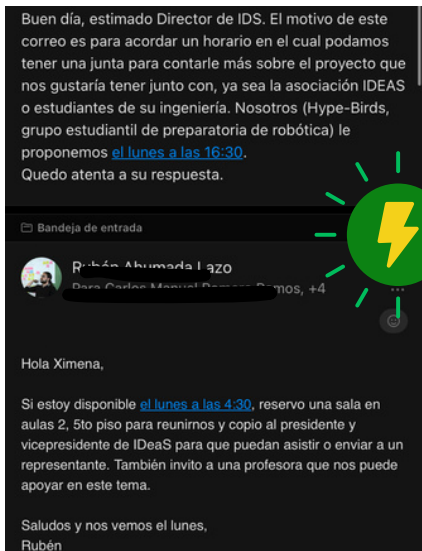 Buen día, estimado Director de IDS. El motivo de este
correo es para acordar un horario en el cual podamos
tener una junta para contarle más sobre el proyecto que
nos gustaría tener junto con, ya sea la asociación IDEAS
o estudiantes de su ingeniería. Nosotros (Hype-Birds,
grupo estudiantil de preparatoria de robótica) le
proponemos el lunes a las 16:30.
Quedo atenta a su respuesta.
Bandeja de entrada
Lazo
Para +4
Hola Ximena,
Si estoy disponible el lunes a las 4:30, reservo una sala en
aulas 2, 5to piso para reunirnos y copio al presidente y
vicepresidente de IDeaS para que puedan asistir o enviar a un
representante. También invito a una profesora que nos puede
apoyar en este tema.
Saludos y nos vemos el lunes,
Rubén